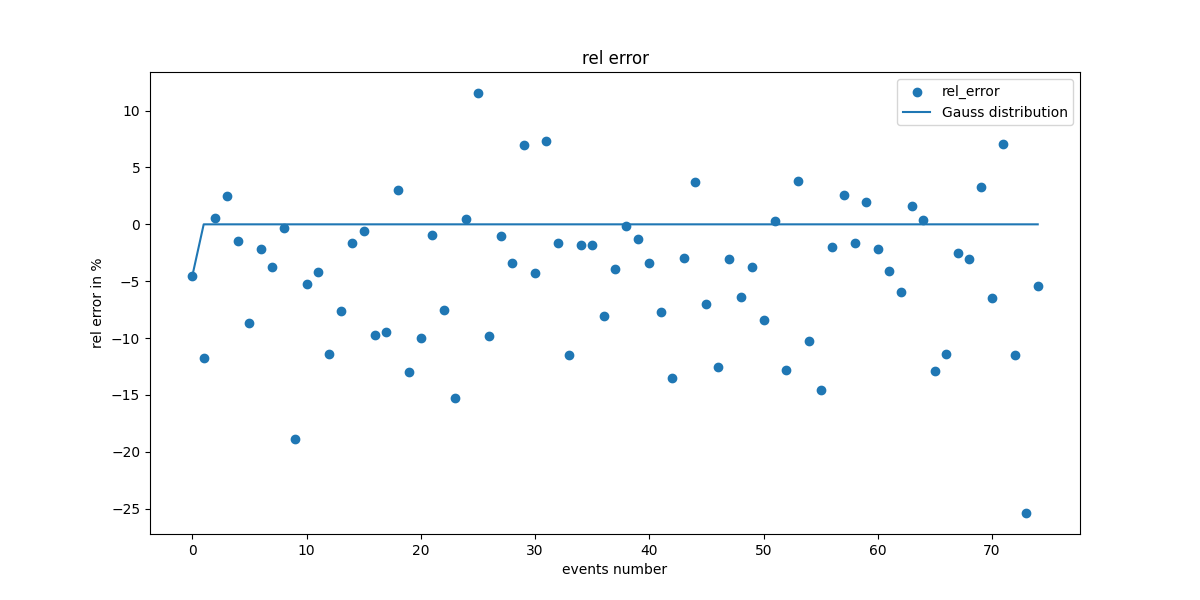 rel error
rel_error
Gauss distribution
10
5
0
−5
−10
−15
−20
−25
rel error in %
0 10 20 30 40 50 60 70
events number